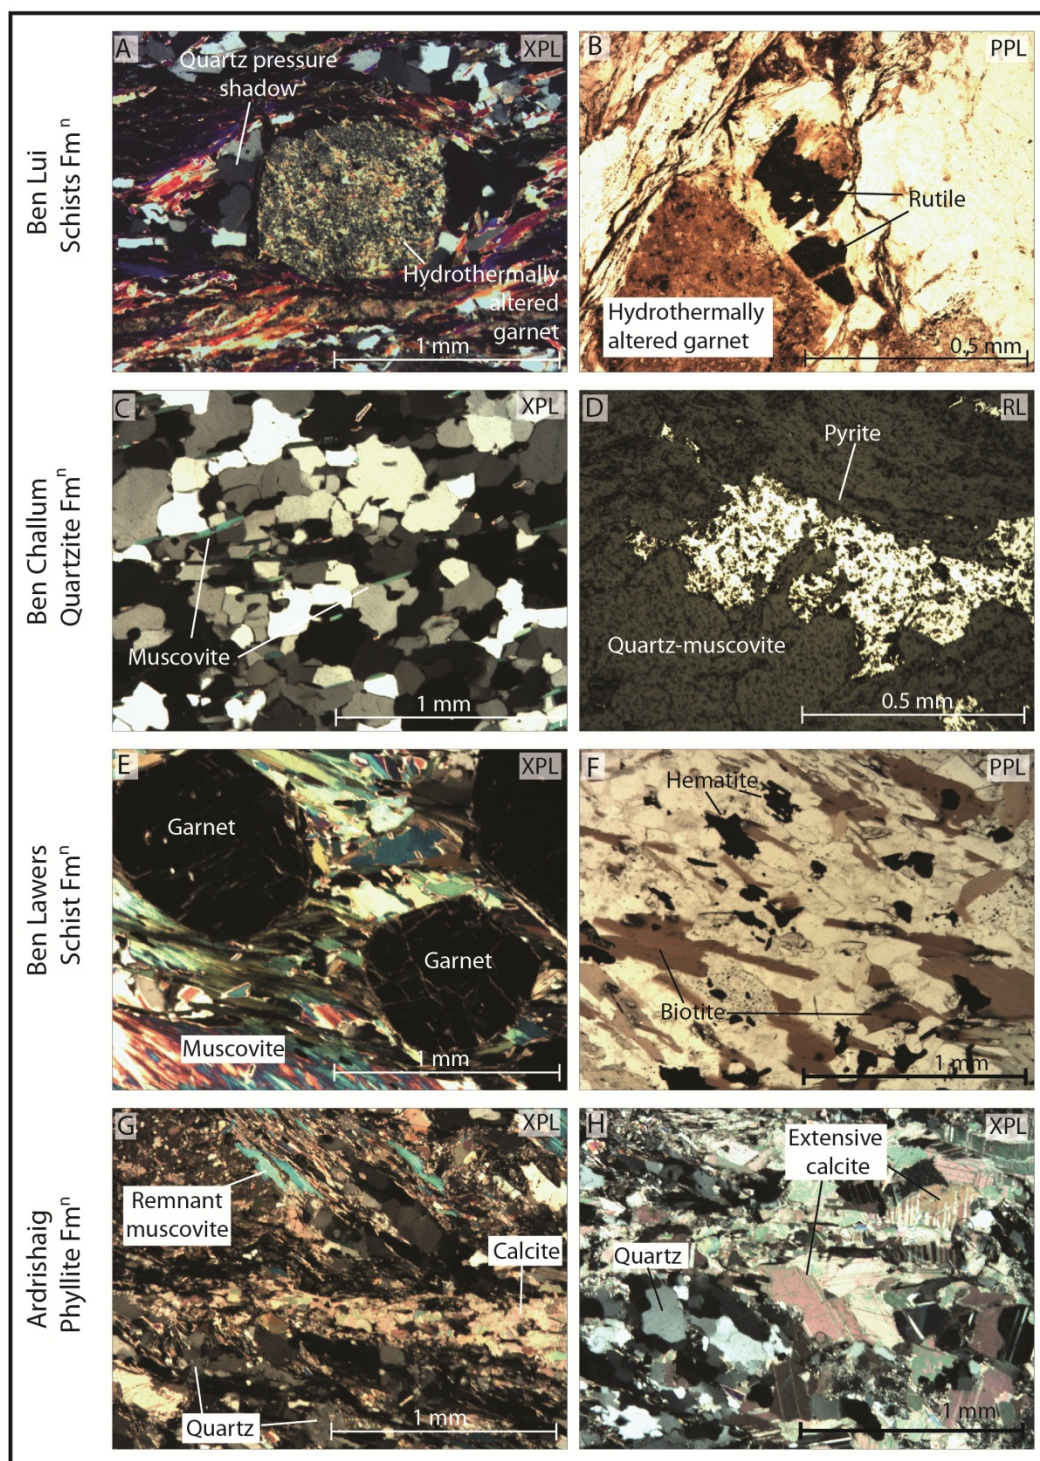 Ben Lui
Schists Fmⁿ
A
XPL
Quartz pressure
shadow
Hydrothermally
altered
garnet
1 mm
B
PPL
Rutile
Hydrothermally
altered garnet
0.5 mm
Ben Challum
Quartzite Fmⁿ
C
XPL
Muscovite
1 mm
D
RL
Pyrite
Quartz-muscovite
0.5 mm
Ben Lawers
Schist Fmⁿ
E
XPL
Garnet
Garnet
Muscovite
1 mm
F
PPL
Hematite
Biotite
1 mm
Ardrishaig
Phyllite Fmⁿ
G
XPL
Remnant
muscovite
Calcite
Quartz
1 mm
H
XPL
Extensive
calcite
Quartz
1 mm